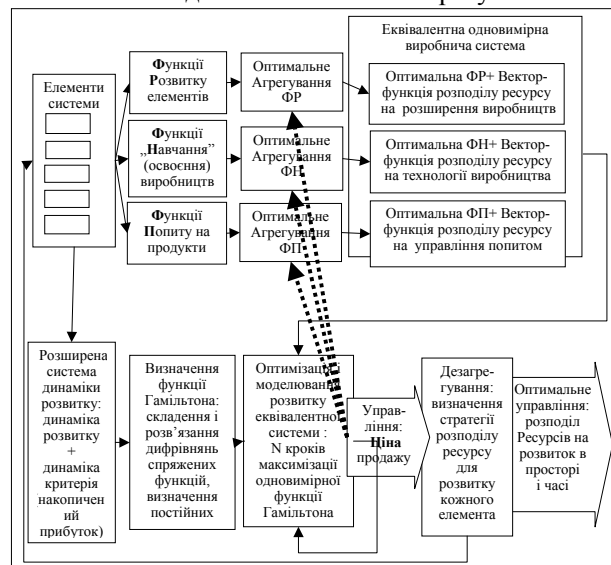 Еквівалентна одновимірна
виробнича система
Елементи
системи
Функції
Розвитку
елементів
Оптимальне
Агрегування
ФР
Оптимальна ФР+ Вектор-
функція розподілу ресурсу
на розширення виробництв
Функції
„Навчання”
(освоєння)
виробництв
Оптимальне
Агрегування
ФН
Оптимальна ФН+ Вектор-
функція розподілу ресурсу
на технології виробництва
Функції
Попиту на
продукти
Оптимальне
Агрегування
ФП
Оптимальна ФП+ Вектор-
функція розподілу ресурсу
на управління попитом
Розширена
система
динаміки
розвитку:
динаміка
розвитку
+
динаміка
критерія
(накопичен
ий
прибуток)
Визначення
функції
Гамільтона:
складення і
розв’язання
дифрівнянь
спряжених
функцій,
визначення
постійних
Оптимізація і
моделювання
розвитку
еквівалентної
системи :
N кроків
максимізації
одновимірної
функції
Гамільтона
Управ-
ління:
Ціна
продажу
Дезагре-
гування:
визначення
стратегії
розподілу
ресурсу
для
розвитку
кожного
елемента
Оптимальне
управління:
розподіл
Ресурсів на
розвиток в
просторі
і часі